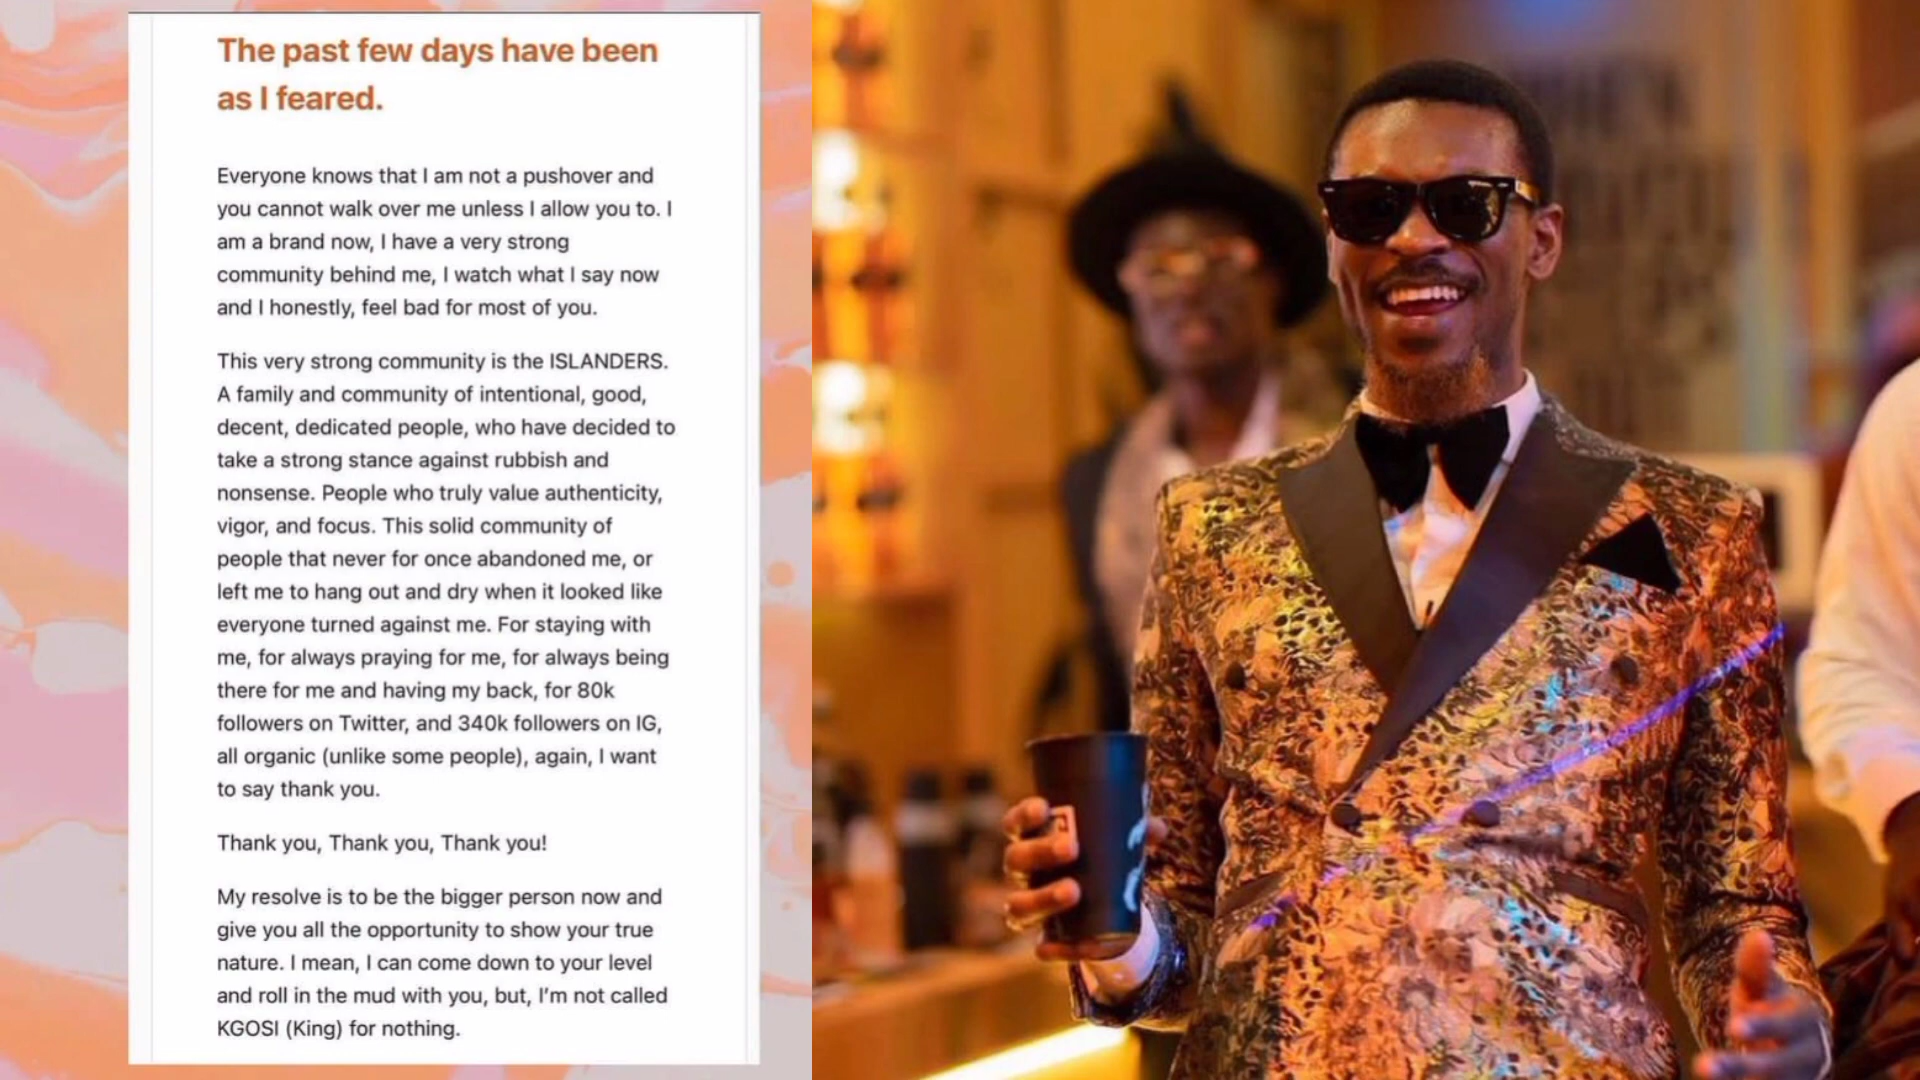 The past few days have been
as I feared.
Everyone knows that I am not a pushover and
you cannot walk over me unless I allow you to. I
am a brand now, I have a very strong
community behind me, I watch what I say now
and I honestly, feel bad for most of you.
This very strong community is the ISLANDERS.
A family and community of intentional, good,
decent, dedicated people, who have decided to
take a strong stance against rubbish and
nonsense. People who truly value authenticity,
vigor, and focus. This solid community of
people that never for once abandoned me, or
left me to hang out and dry when it looked like
everyone turned against me. For staying with
me, for always praying for me, for always being
there for me and having my back, for 80k
followers on Twitter, and 340k followers on IG,
all organic (unlike some people), again, I want
to say thank you.
Thank you, Thank you, Thank you!
My resolve is to be the bigger person now and
give you all the opportunity to show your true
nature. I mean, I can come down to your level
and roll in the mud with you, but, I'm not called
KGOSI (King) for nothing.